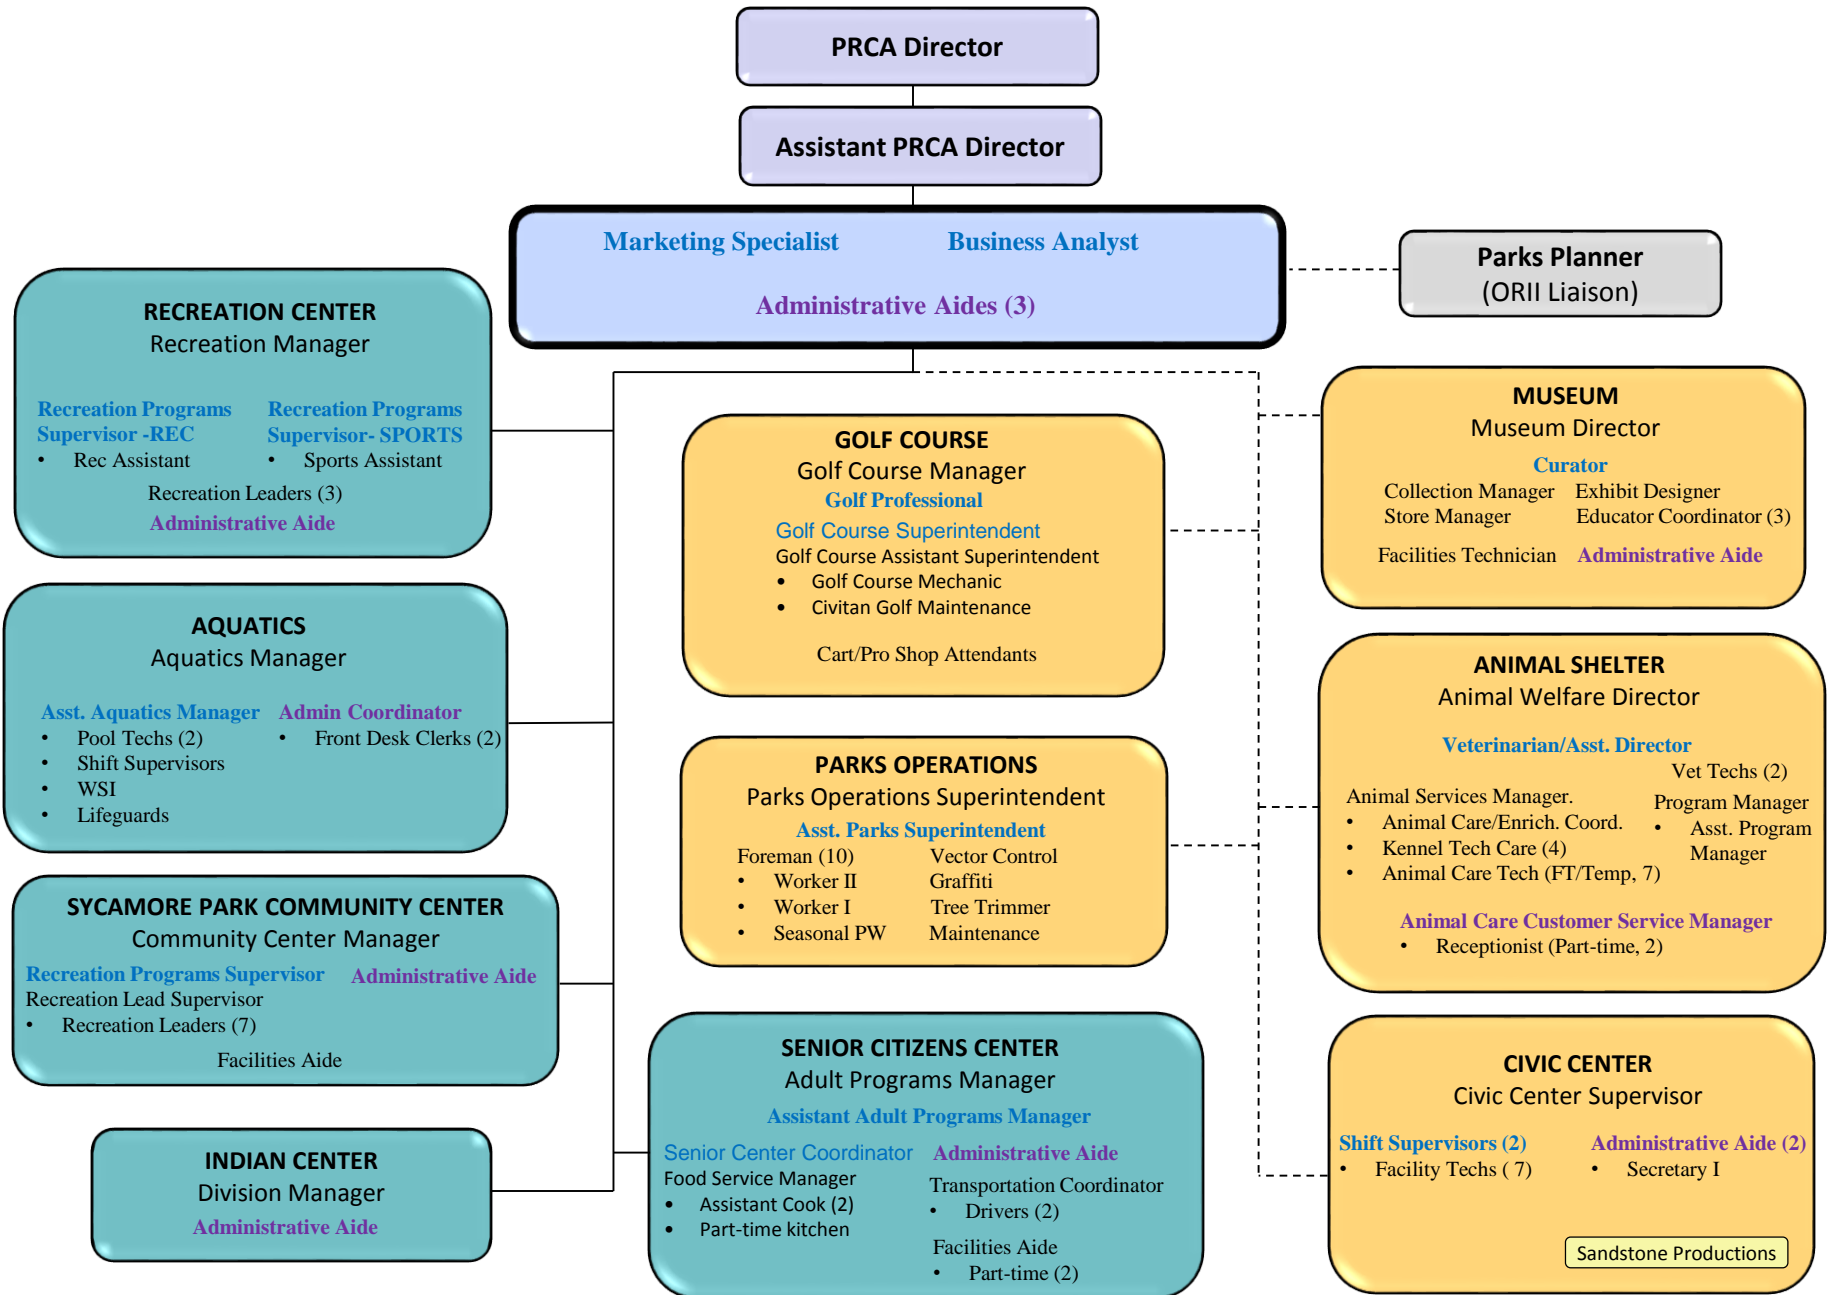 PRCA Director
Assistant PRCA Director
Marketing Specialist Business Analyst
Administrative Aides (3)
Parks Planner
(ORII Liaison)
RECREATION CENTER
Recreation Manager
Recreation Programs
Supervisor -REC
• Rec Assistant
Recreation Programs
Supervisor- SPORTS
• Sports Assistant
Recreation Leaders (3)
Administrative Aide
AQUATICS
Aquatics Manager
Asst. Aquatics Manager
• Pool Techs (2)
• Shift Supervisors
• WSI
• Lifeguards
Admin Coordinator
• Front Desk Clerks (2)
SYCAMORE PARK COMMUNITY CENTER
Community Center Manager
Recreation Programs Supervisor
Recreation Lead Supervisor
• Recreation Leaders (7)
Administrative Aide
Facilities Aide
INDIAN CENTER
Division Manager
Administrative Aide
GOLF COURSE
Golf Course Manager
Golf Professional
Golf Course Superintendent
Golf Course Assistant Superintendent
• Golf Course Mechanic
• Civitan Golf Maintenance
Cart/Pro Shop Attendants
PARKS OPERATIONS
Parks Operations Superintendent
Asst. Parks Superintendent
Foreman (10)
• Worker II
• Worker I
• Seasonal PW
Vector Control
Graffiti
Tree Trimmer
Maintenance
SENIOR CITIZENS CENTER
Adult Programs Manager
Assistant Adult Programs Manager
Senior Center Coordinator
Food Service Manager
• Assistant Cook (2)
• Part-time kitchen
Administrative Aide
Transportation Coordinator
• Drivers (2)
Facilities Aide
• Part-time (2)
MUSEUM
Museum Director
Curator
Collection Manager Exhibit Designer
Store Manager Educator Coordinator (3)
Facilities Technician Administrative Aide
ANIMAL SHELTER
Animal Welfare Director
Veterinarian/Asst. Director
Vet Techs (2)
Animal Services Manager.
• Animal Care/Enrich. Coord.
• Kennel Tech Care (4)
• Animal Care Tech (FT/Temp, 7)
Program Manager
• Asst. Program
Manager
Animal Care Customer Service Manager
• Receptionist (Part-time, 2)
CIVIC CENTER
Civic Center Supervisor
Shift Supervisors (2)
• Facility Techs ( 7)
Administrative Aide (2)
• Secretary I
Sandstone Productions